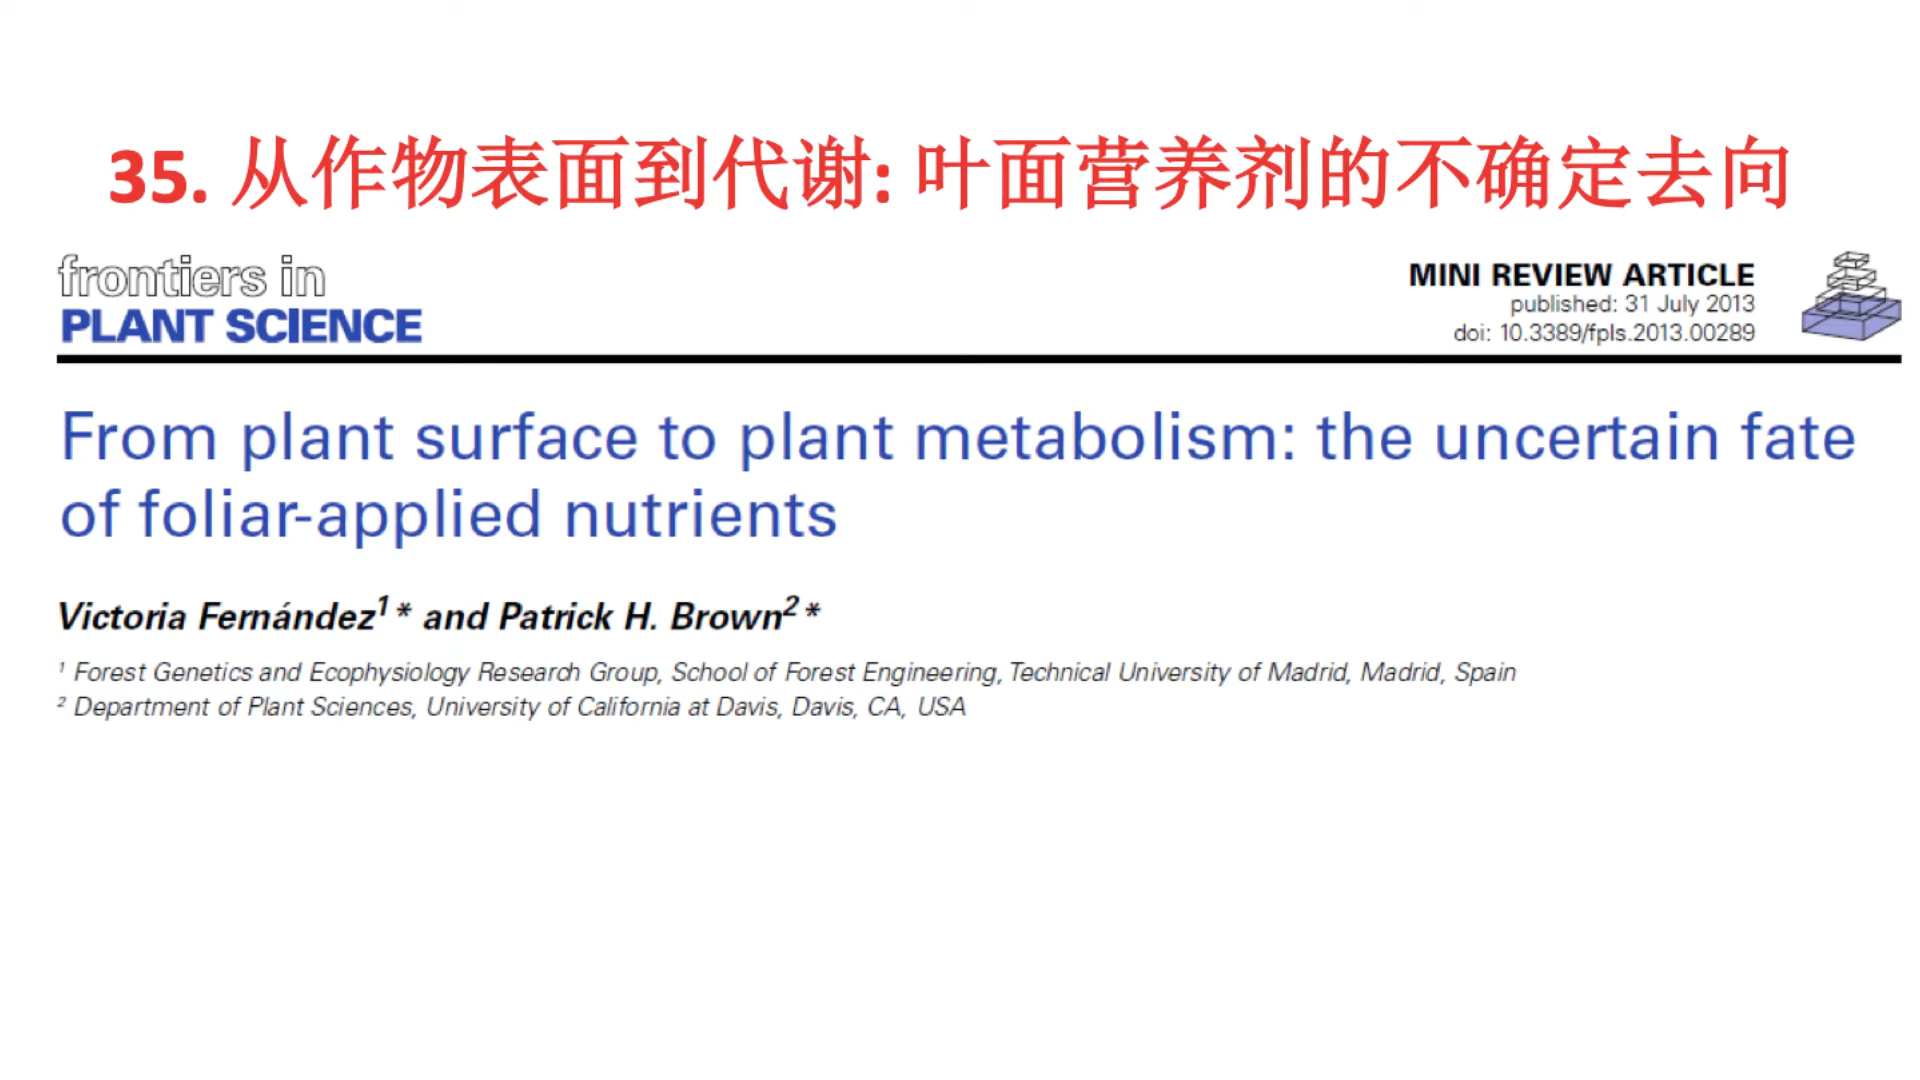 35. 从作物表面到代谢: 叶面营养剂的不确定去向
frontiers in
PLANT SCIENCE
MINI REVIEW ARTICLE
published: 31 July 2013
doi: 10.3389/fpls.2013.00289
From plant surface to plant metabolism: the uncertain fate
of foliar-applied nutrients
Victoria Fernández¹* and Patrick H. Brown²*
¹ Forest Genetics and Ecophysiology Research Group, School of Forest Engineering, Technical University of Madrid, Madrid, Spain
² Department of Plant Sciences, University of California at Davis, Davis, CA, USA